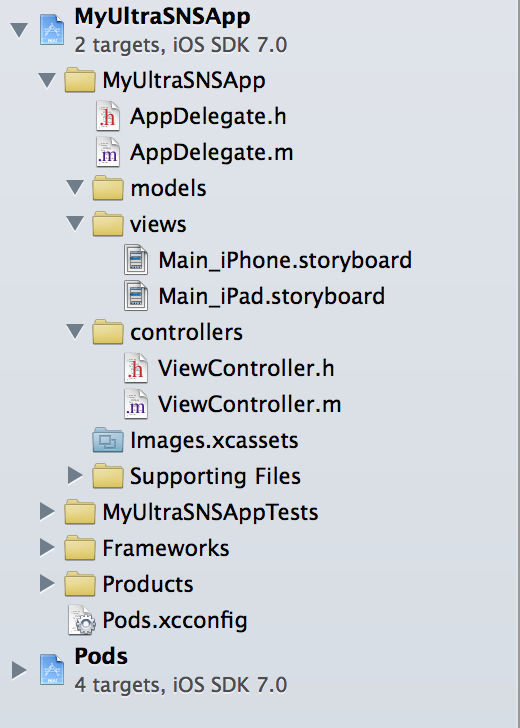 MyUltraSNSApp
2 targets, iOS SDK 7.0
MyUltraSNSApp
.h AppDelegate.h
.m AppDelegate.m
models
views
Main_iPhone.storyboard
Main_iPad.storyboard
controllers
.h ViewController.h
.m ViewController.m
Images.xcassets
Supporting Files
MyUltraSNSAppTests
Frameworks
Products
Pods.xcconfig
Pods
4 targets, iOS SDK 7.0